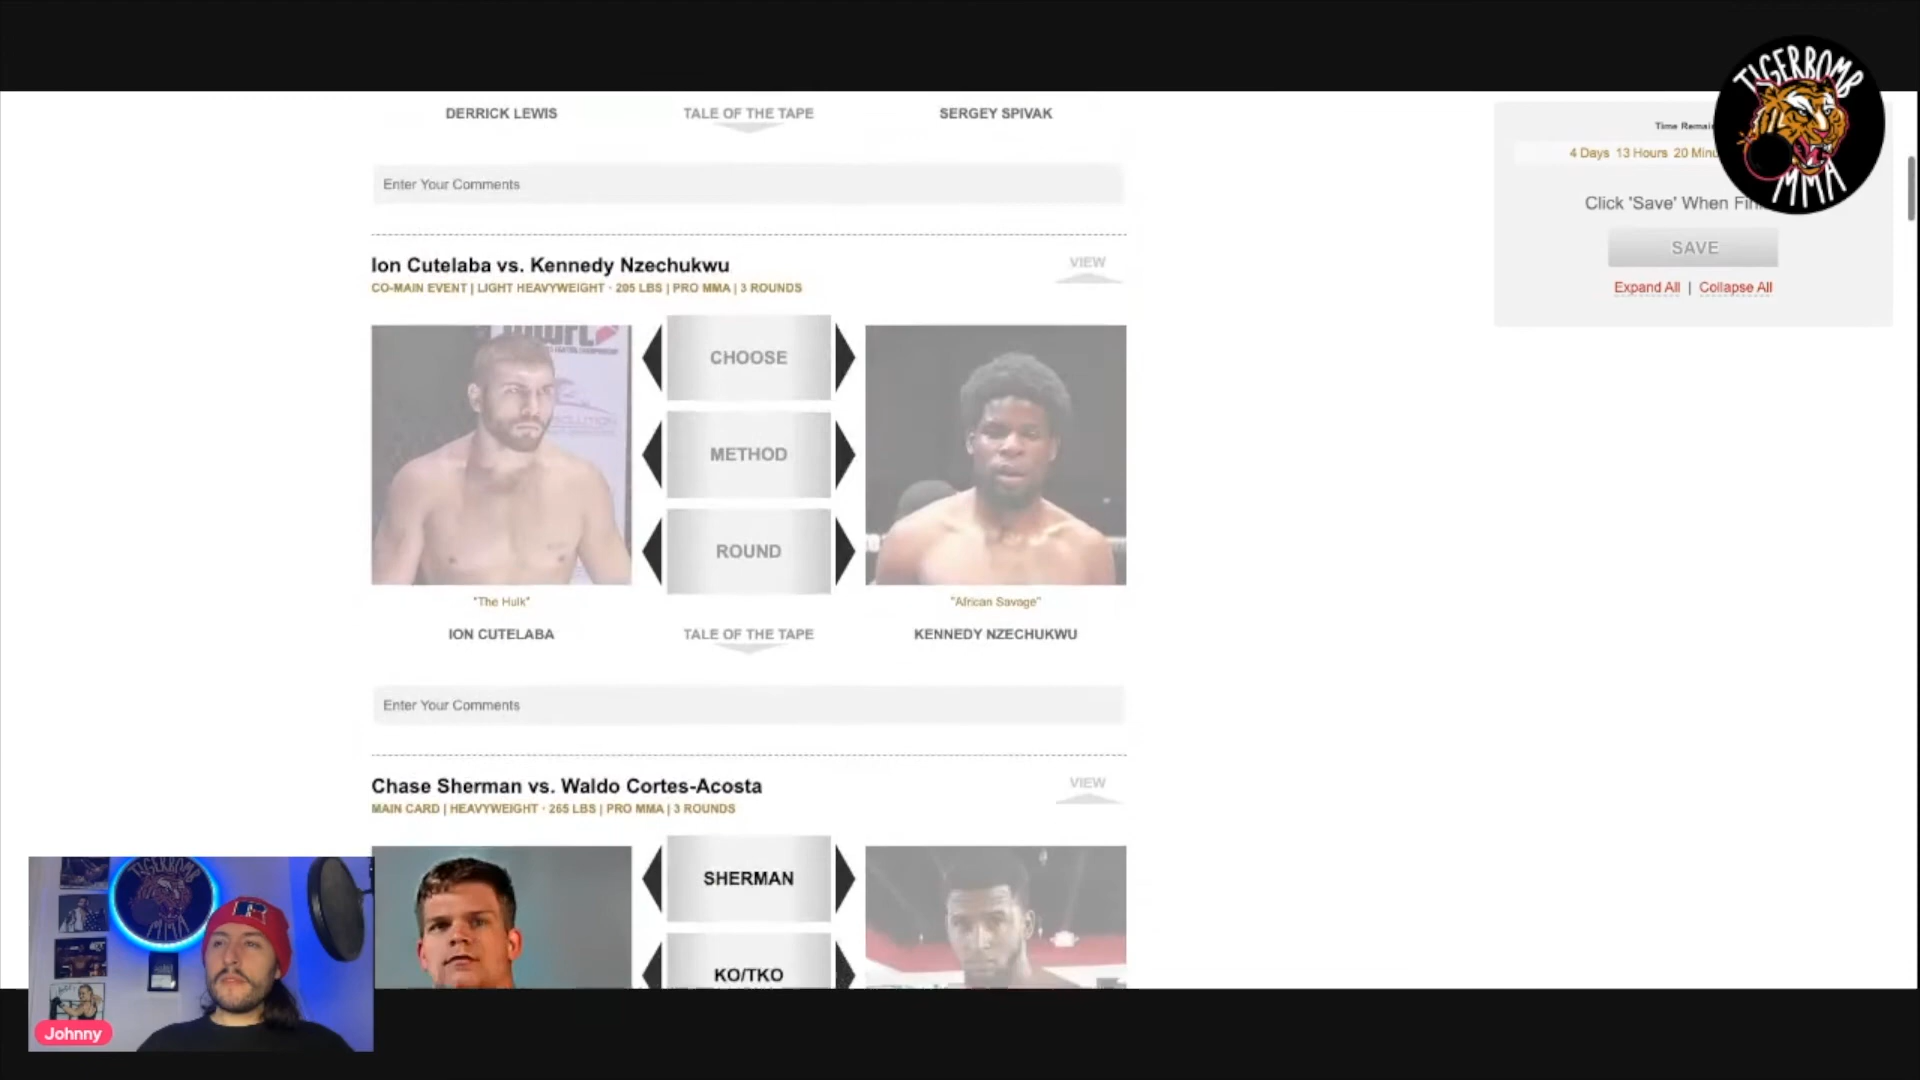 DERRICK LEWIS
TALE OF THE TAPE
SERGEY SPIVAK
Enter Your Comments
Ion Cutelaba vs. Kennedy Nzechukwu
VIEW
CO-MAIN EVENT | LIGHT HEAVYWEIGHT · 205 LBS | PRO MMA | 3 ROUNDS
CHOOSE
METHOD
ROUND
"The Hulk"
"African Savage"
ION CUTELABA
TALE OF THE TAPE
KENNEDY NZECHUKWU
Enter Your Comments
Chase Sherman vs. Waldo Cortes-Acosta
VIEW
MAIN CARD | HEAVYWEIGHT · 265 LBS | PRO MMA | 3 ROUNDS
SHERMAN
KO/TKO
Time
4 Days 13 Hours 20
Click 'Save' When
SAVE
Expand All | Collapse All
TIGERBOMB
MMA
TIGERBOMB
MMA
Johnny